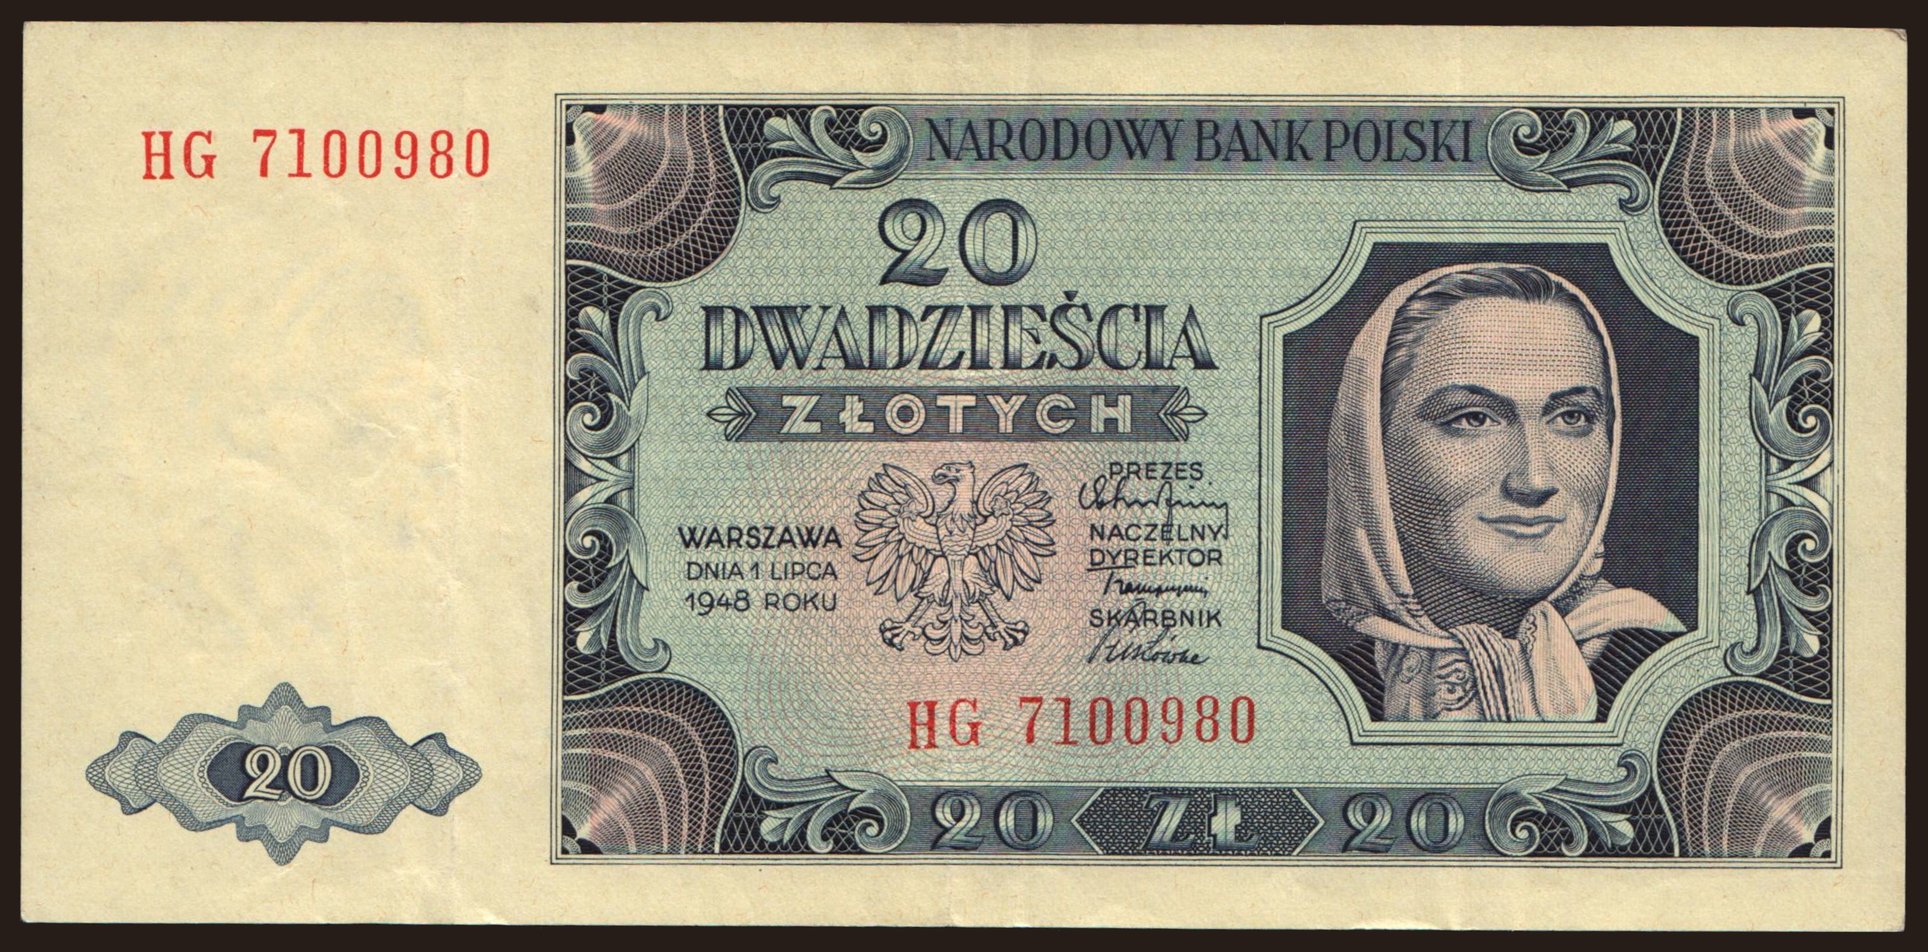 HG 7100980
NARODOWY BANK POLSKI
20
DWADZIEŚCIA
ZŁOTYCH
WARSZAWA
DNIA 1 LIPCA
1948 ROKU
PREZES
NACZELNY
DYREKTOR
SKARBNIK
HG 7100980
20
20 ZŁ 20